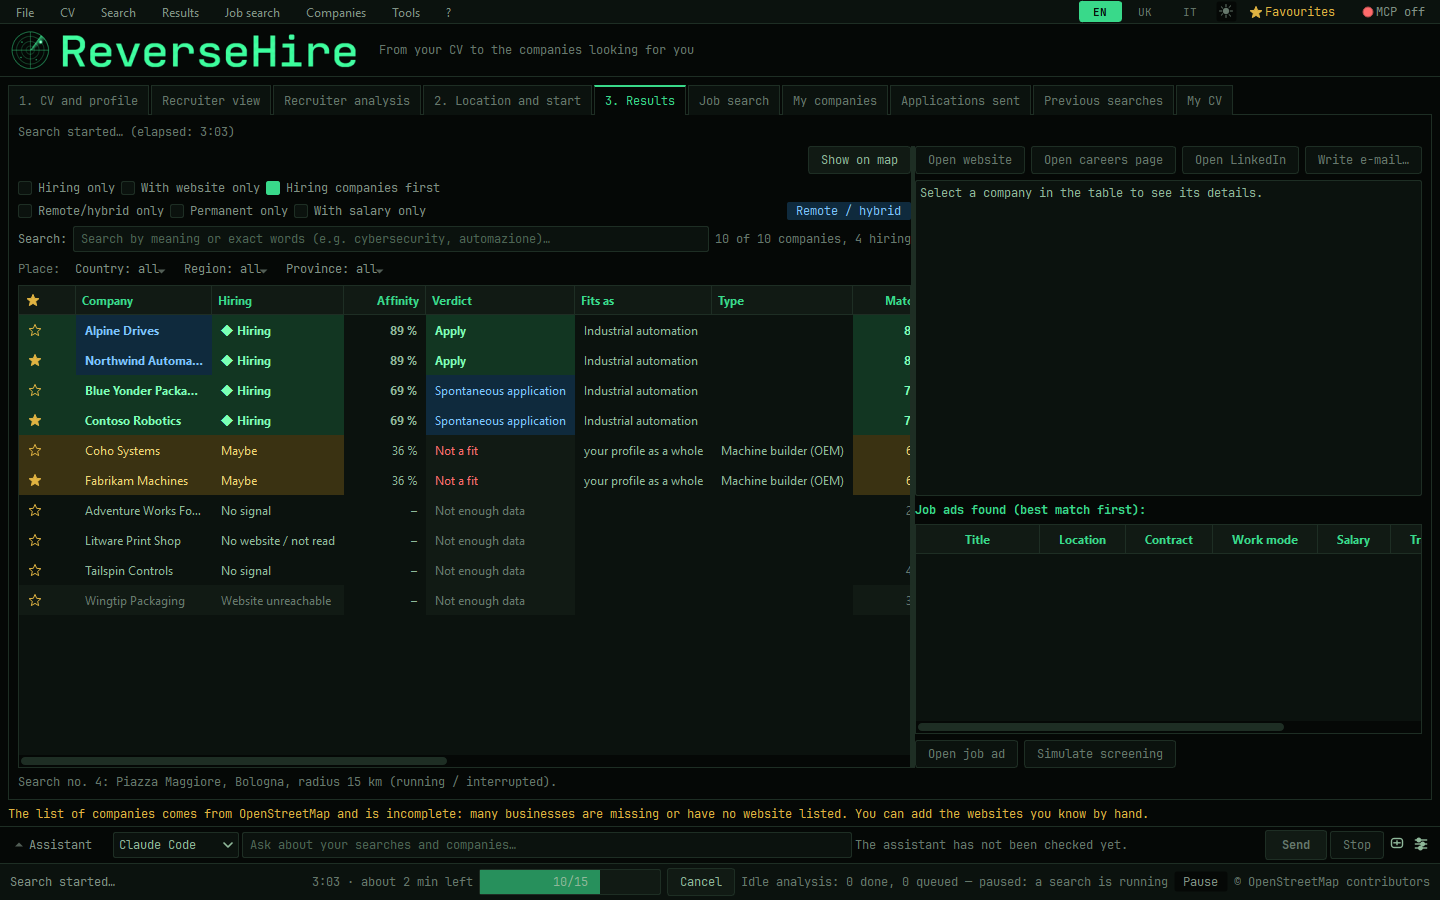 File CV Search Results Job search Companies Tools ? EN UK IT Favourites MCP off
ReverseHire From your CV to the companies looking for you
1. CV and profile Recruiter view Recruiter analysis 2. Location and start 3. Results Job search My companies Applications sent Previous searches My CV
Search started… (elapsed: 3:03)
Show on map Open website Open careers page Open LinkedIn Write e-mail…
Hiring only With website only Hiring companies first
Select a company in the table to see its details.
Remote/hybrid only Permanent only With salary only Remote / hybrid
Search: Search by meaning or exact words (e.g. cybersecurity, automazione)… 10 of 10 companies, 4 hiring
Place: Country: all Region: all Province: all
Company Hiring Affinity Verdict Fits as Type Matc
Alpine Drives Hiring 89 % Apply Industrial automation 8
Northwind Automa... Hiring 89 % Apply Industrial automation 8
Blue Yonder Packa... Hiring 69 % Spontaneous application Industrial automation 7
Contoso Robotics Hiring 69 % Spontaneous application Industrial automation 7
Coho Systems Maybe 36 % Not a fit your profile as a whole Machine builder (OEM) 6
Fabrikam Machines Maybe 36 % Not a fit your profile as a whole Machine builder (OEM) 6
Adventure Works Fo... No signal – Not enough data 2
Litware Print Shop No website / not read – Not enough data
Tailspin Controls No signal – Not enough data 4
Wingtip Packaging Website unreachable – Not enough data 3
Job ads found (best match first):
Title Location Contract Work mode Salary Tr
Open job ad Simulate screening
Search no. 4: Piazza Maggiore, Bologna, radius 15 km (running / interrupted).
The list of companies comes from OpenStreetMap and is incomplete: many businesses are missing or have no website listed. You can add the websites you know by hand.
Assistant Claude Code Ask about your searches and companies… The assistant has not been checked yet. Send Stop
Search started… 3:03 · about 2 min left 10/15 Cancel Idle analysis: 0 done, 0 queued — paused: a search is running Pause © OpenStreetMap contributors